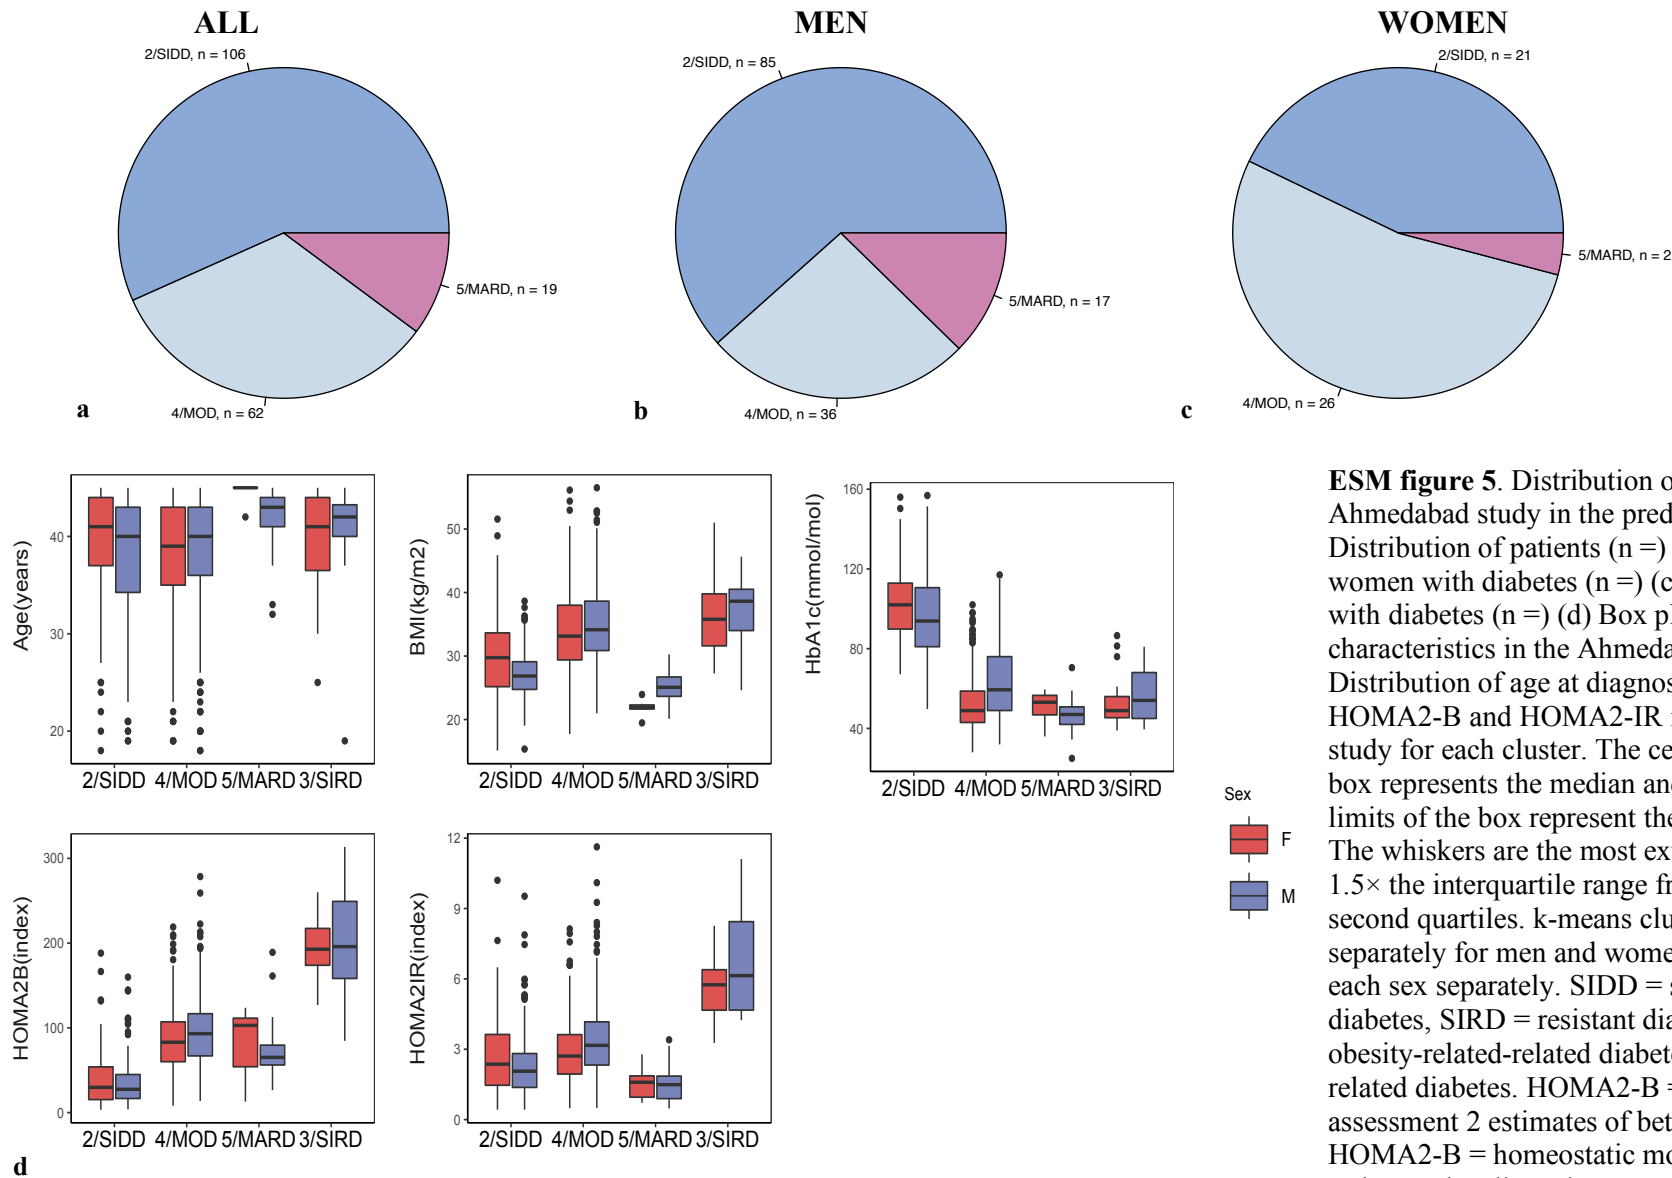 ALL
MEN
WOMEN
2/SIDD, n = 106
5/MARD, n = 19
4/MOD, n = 62
a
2/SIDD, n = 85
5/MARD, n = 17
4/MOD, n = 36
b
2/SIDD, n = 21
5/MARD, n = 2
4/MOD, n = 26
c
Age(years)
40
30
20
2/SIDD 4/MOD 5/MARD 3/SIRD
BMI(kg/m2)
50
40
30
20
2/SIDD 4/MOD 5/MARD 3/SIRD
HbA1c(mmol/mol)
160
120
80
40
2/SIDD 4/MOD 5/MARD 3/SIRD
HOMA2B(index)
300
200
100
0
2/SIDD 4/MOD 5/MARD 3/SIRD
HOMA2IR(index)
12
9
6
3
0
2/SIDD 4/MOD 5/MARD 3/SIRD
d
Sex
F
M
ESM figure 5. Distribution o
Ahmedabad study in the pred
Distribution of patients (n =)
women with diabetes (n =) (c
with diabetes (n =) (d) Box p
characteristics in the Ahmeda
Distribution of age at diagnos
HOMA2-B and HOMA2-IR
study for each cluster. The ce
box represents the median and
limits of the box represent the
The whiskers are the most ext
1.5× the interquartile range fr
second quartiles. k-means clu
separately for men and wome
each sex separately. SIDD = s
diabetes, SIRD = resistant dia
obesity-related-related diabete
related diabetes. HOMA2-B =
assessment 2 estimates of bet
HOMA2-B = homeostatic mo